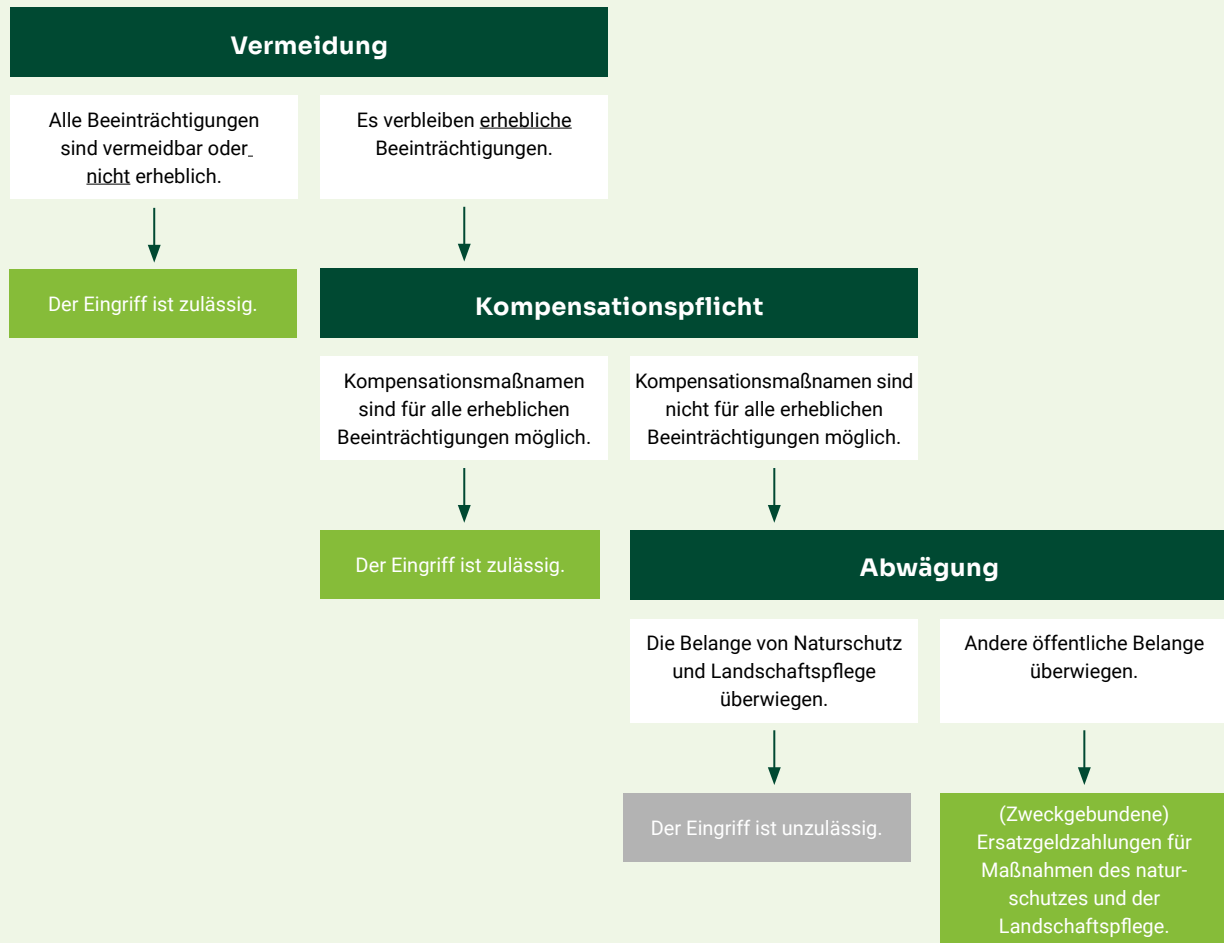 Vermeidung
Alle Beeinträchtigungen
sind vermeidbar oder
nicht erheblich.
Es verbleiben erhebliche
Beeinträchtigungen.
Der Eingriff ist zulässig.
Kompensationspflicht
Kompensationsmaßnamen
sind für alle erheblichen
Beeinträchtigungen möglich.
Kompensationsmaßnamen sind
nicht für alle erheblichen
Beeinträchtigungen möglich.
Der Eingriff ist zulässig.
Abwägung
Die Belange von Naturschutz
und Landschaftspflege
überwiegen.
Andere öffentliche Belange
überwiegen.
Der Eingriff ist unzulässig.
(Zweckgebundene)
Ersatzgeldzahlungen für
Maßnahmen des natur-
schutzes und der
Landschaftspflege.